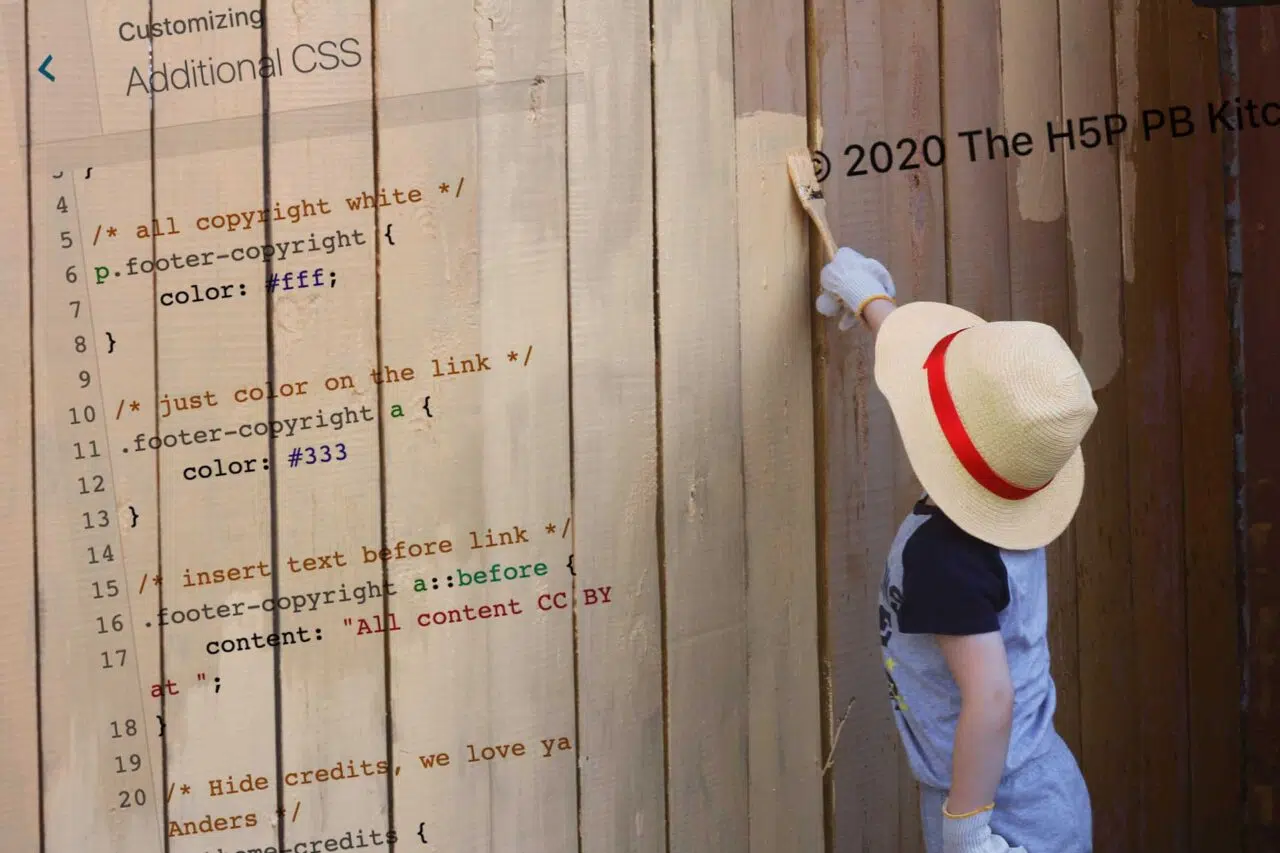 Customizing
Additional CSS
© 2020 The H5P PB
}
4
5 /* all copyright white */
6 p.footer-copyright {
7 color: #fff;
8 }
9
10 /* just color on the link */
11 .footer-copyright a {
12 color: #333
13 }
14
15 /* insert text before link */
16 .footer-copyright a::before {
17 content: "All content CC BY
at ";
18 }
19
20 /* Hide credits, we love ya
Anders */
-credits {